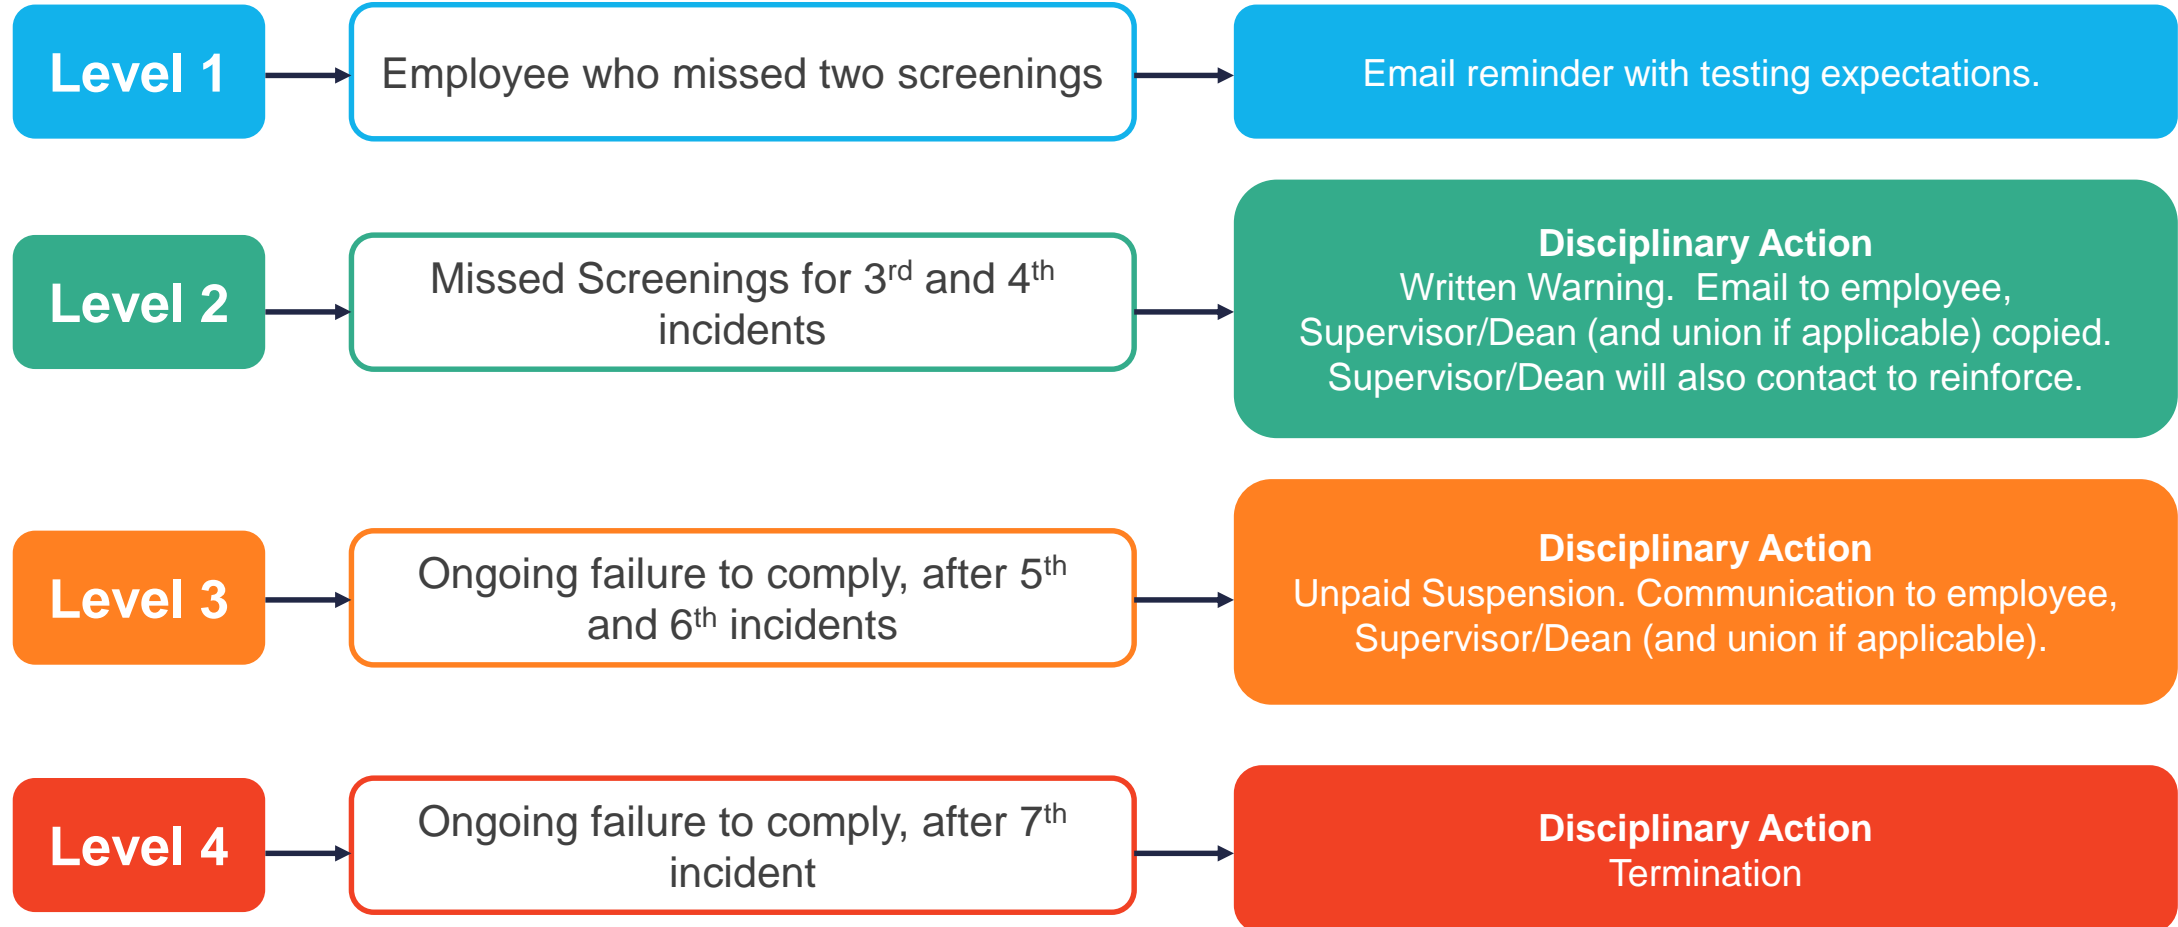 Level 1
Employee who missed two screenings
Email reminder with testing expectations.
Level 2
Missed Screenings for 3rd and 4th
incidents
Disciplinary Action
Written Warning.  Email to employee,
Supervisor/Dean (and union if applicable) copied.
Supervisor/Dean will also contact to reinforce.
Level 3
Ongoing failure to comply, after 5th
and 6th incidents
Disciplinary Action
Unpaid Suspension. Communication to employee,
Supervisor/Dean (and union if applicable).
Level 4
Ongoing failure to comply, after 7th
incident
Disciplinary Action
Termination